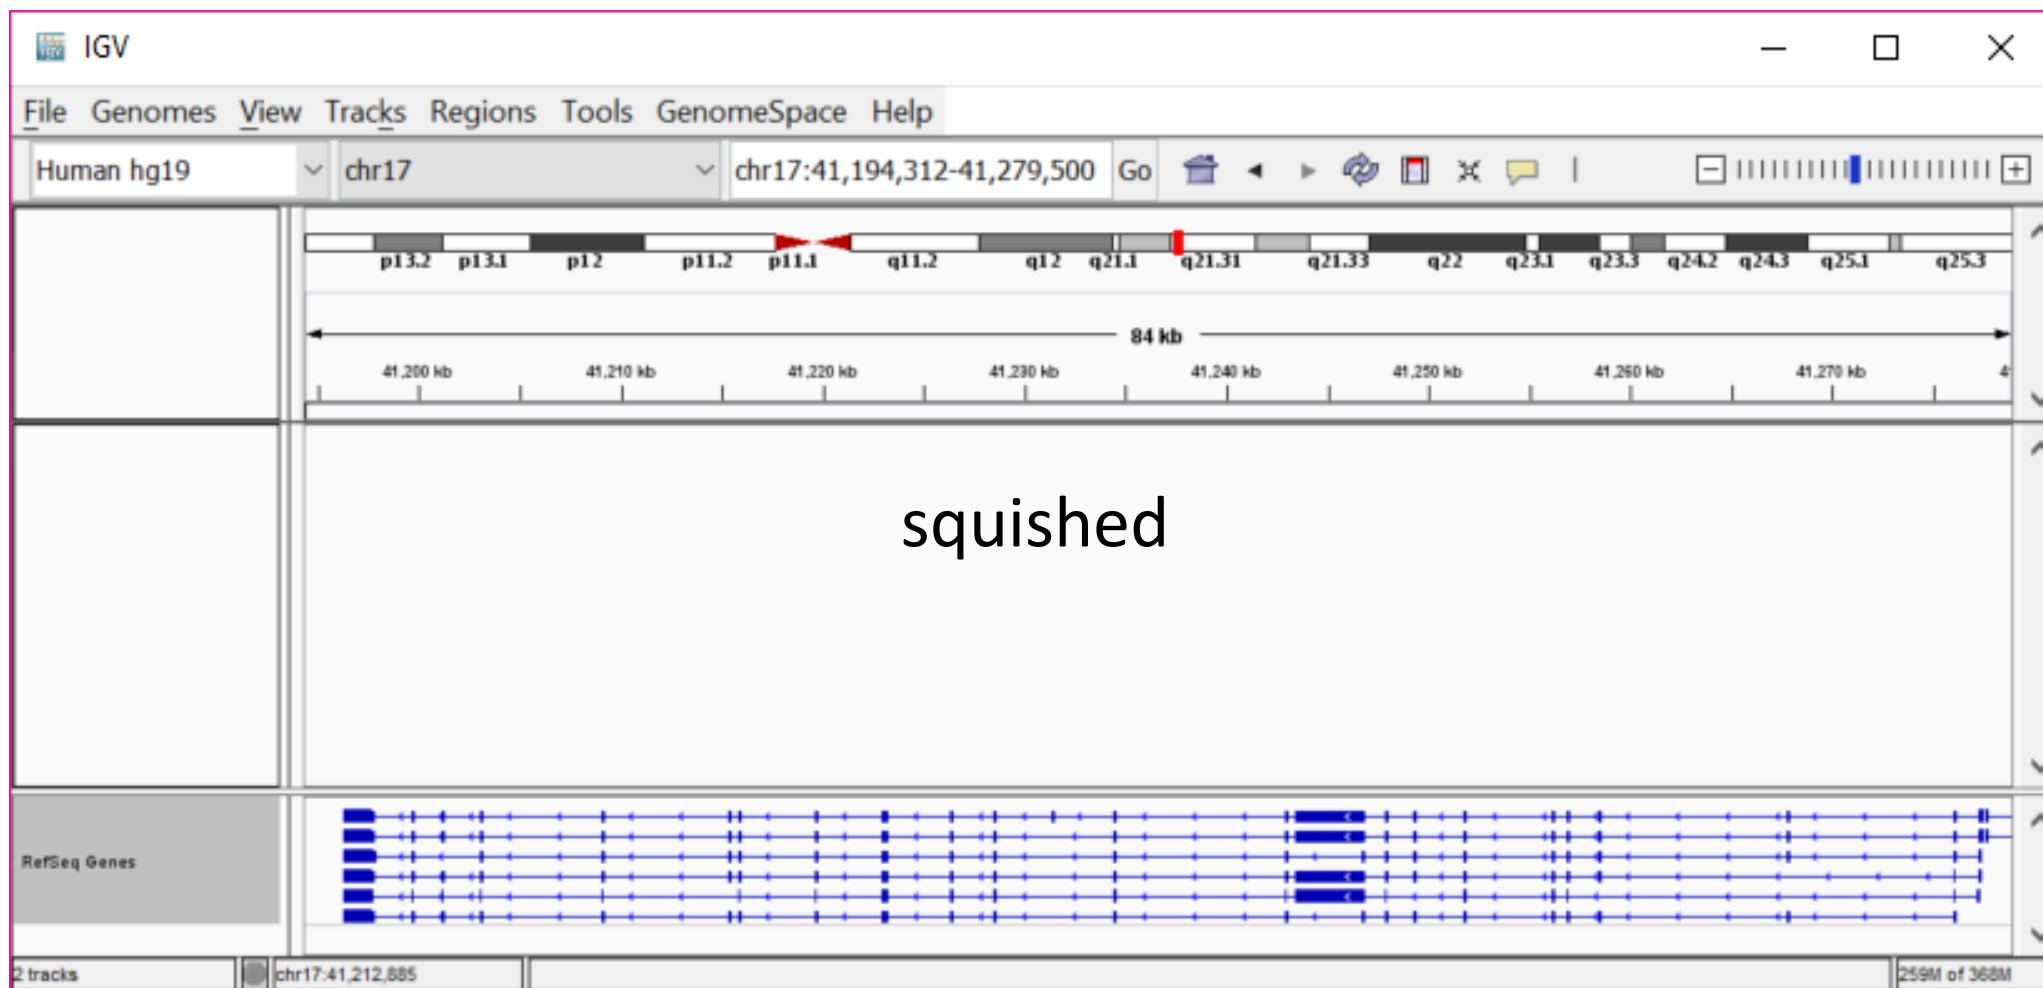 IGV
File Genomes View Tracks Regions Tools GenomeSpace Help
Human hg19 chr17 chr17:41,194,312-41,279,500 Go
p13.2 p13.1 p12 p11.2 p11.1 q11.2 q12 q21.1 q21.31 q21.33 q22 q23.1 q23.3 q24.2 q24.3 q25.1 q25.3
84 kb
41,200 kb 41,210 kb 41,220 kb 41,230 kb 41,240 kb 41,250 kb 41,260 kb 41,270 kb
squished
RefSeq Genes
2 tracks chr17:41,212,885 259M of 368M